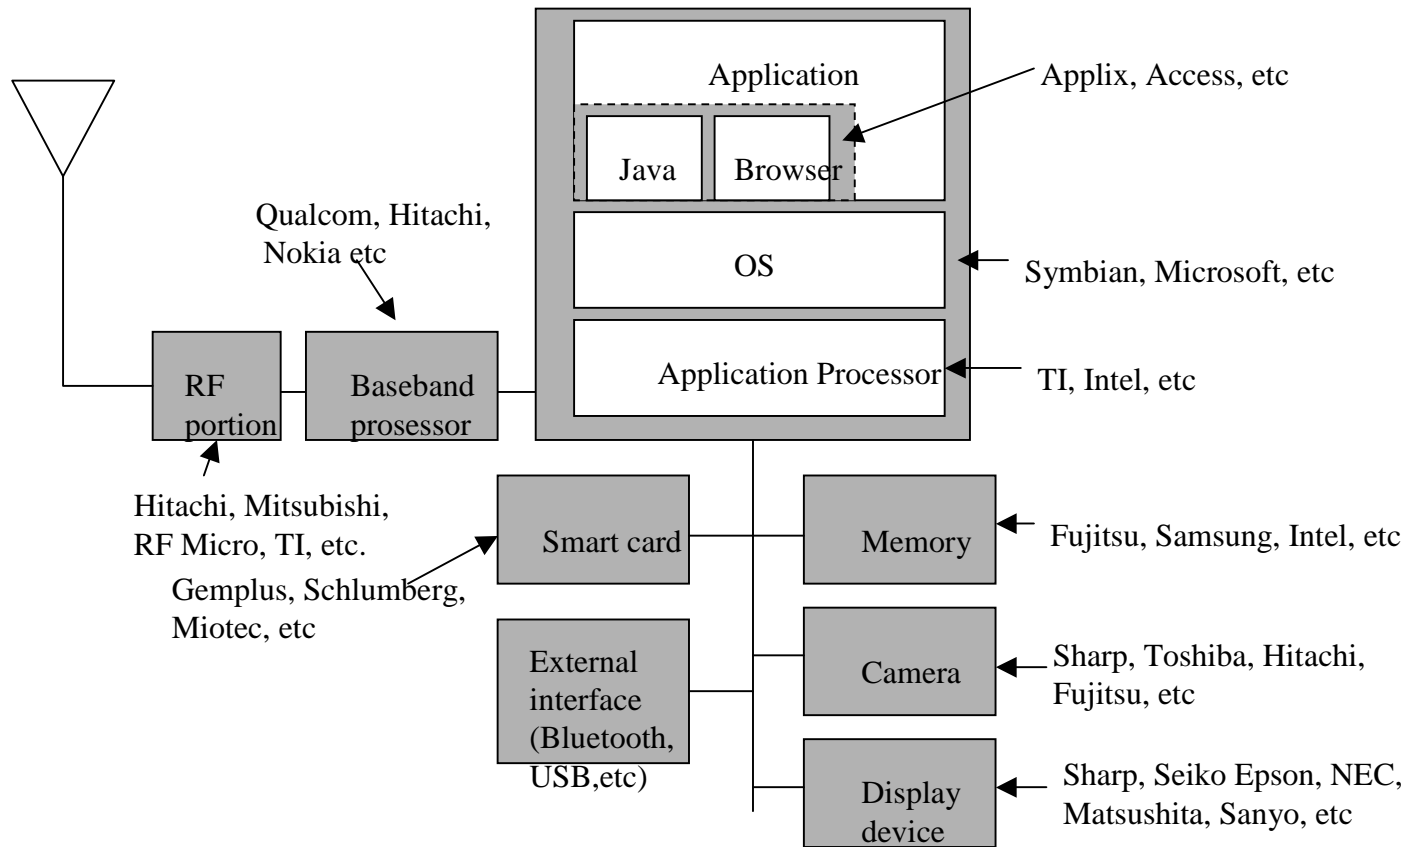 Application
Applix, Access, etc
Java
Browser
Qualcom, Hitachi,
Nokia etc
OS
Symbian, Microsoft, etc
RF
portion
Baseband
prosessor
Application Processor
TI, Intel, etc
Hitachi, Mitsubishi,
RF Micro, TI, etc.
Smart card
Memory
Fujitsu, Samsung, Intel, etc
Gemplus, Schlumberg,
Miotec, etc
External
interface
(Bluetooth,
USB,etc)
Camera
Sharp, Toshiba, Hitachi,
Fujitsu, etc
Display
device
Sharp, Seiko Epson, NEC,
Matsushita, Sanyo, etc